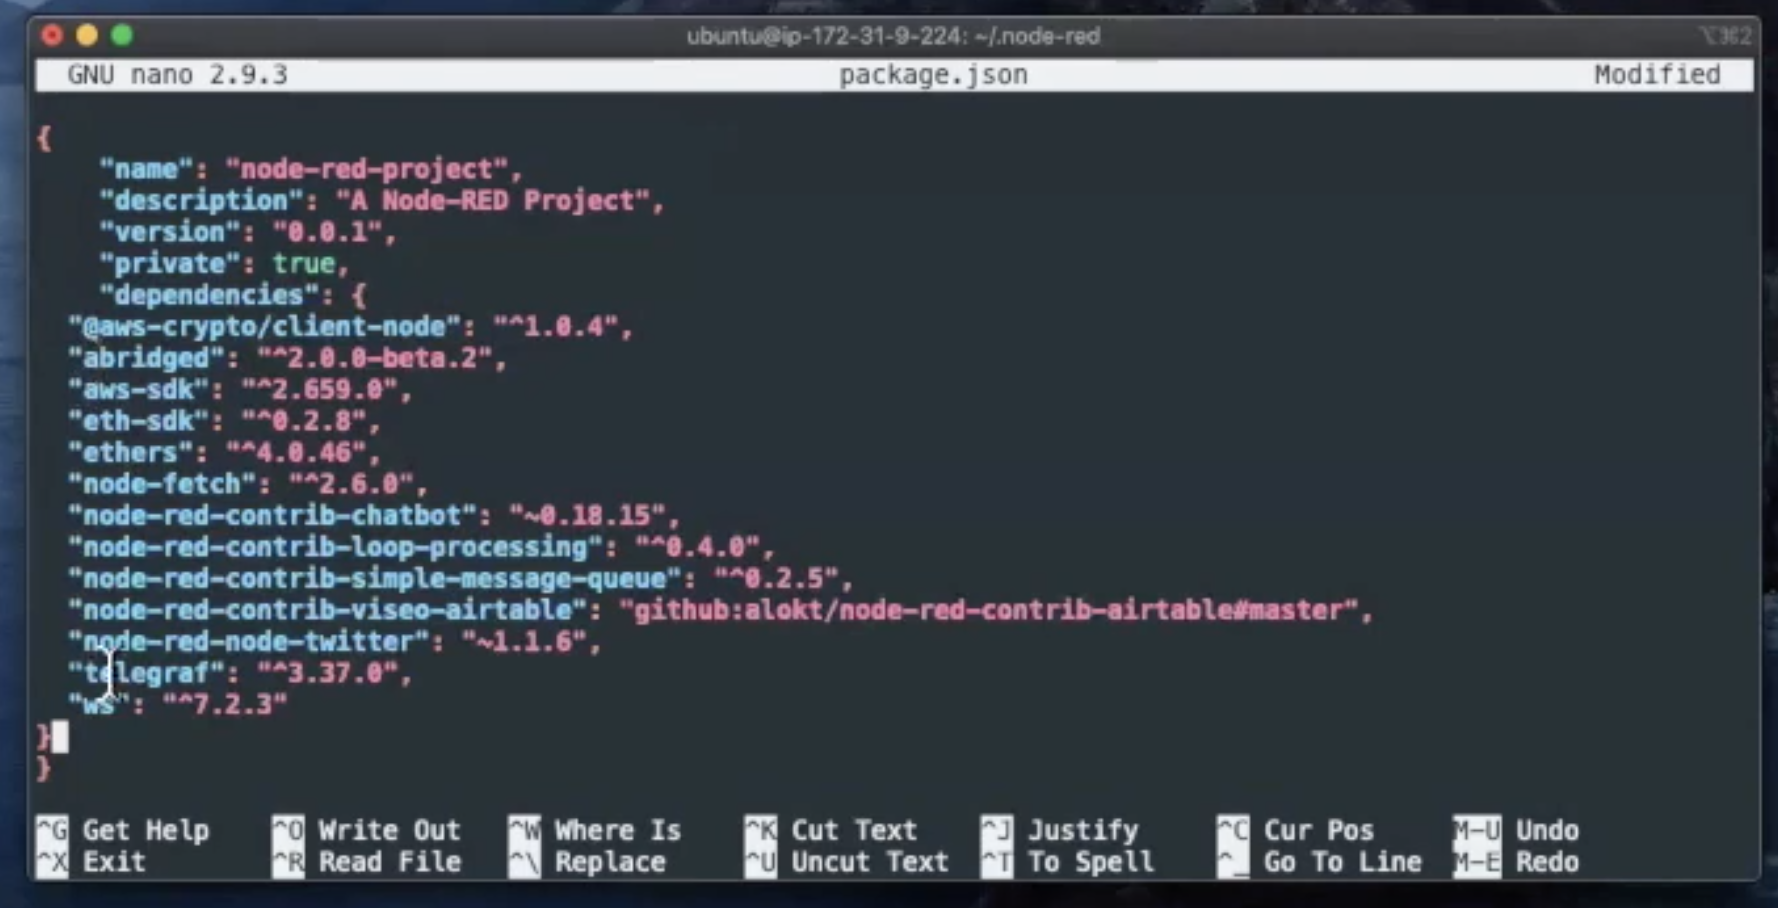 ubuntu@ip-172-31-9-224: ~/.node-red ⌥⌘2
GNU nano 2.9.3 package.json Modified
{
"name": "node-red-project",
"description": "A Node-RED Project",
"version": "0.0.1",
"private": true,
"dependencies": {
"@aws-crypto/client-node": "^1.0.4",
"abridged": "^2.0.0-beta.2",
"aws-sdk": "^2.659.0",
"eth-sdk": "^0.2.8",
"ethers": "^4.0.46",
"node-fetch": "^2.6.0",
"node-red-contrib-chatbot": "~0.18.15",
"node-red-contrib-loop-processing": "^0.4.0",
"node-red-contrib-simple-message-queue": "^0.2.5",
"node-red-contrib-viseo-airtable": "github:alokt/node-red-contrib-airtable#master",
"node-red-node-twitter": "~1.1.6",
"telegraf": "^3.37.0",
"ws": "^7.2.3"
}
}
^G Get Help ^O Write Out ^W Where Is ^K Cut Text ^J Justify ^C Cur Pos M-U Undo
^X Exit ^R Read File ^\ Replace ^U Uncut Text ^T To Spell ^_ Go To Line M-E Redo